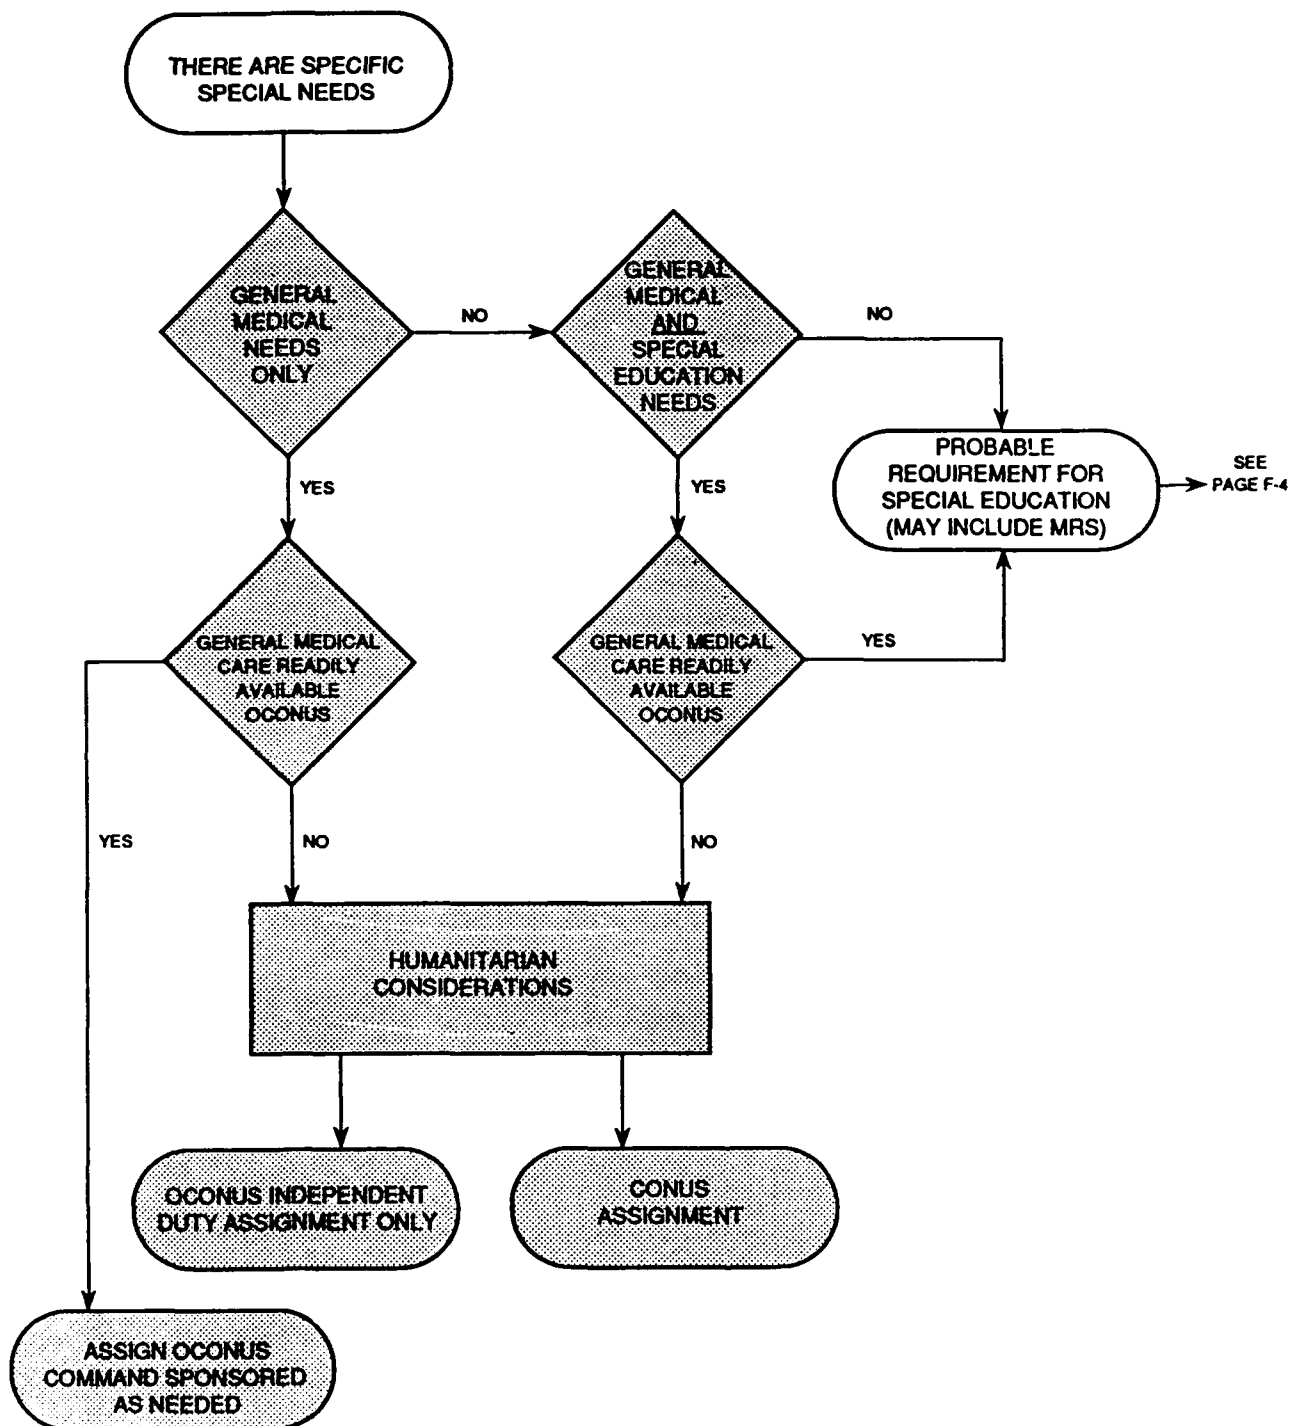 THERE ARE SPECIFIC
SPECIAL NEEDS
GENERAL
MEDICAL
NEEDS
ONLY
NO
GENERAL
MEDICAL
AND
SPECIAL
EDUCATION
NEEDS
NO
PROBABLE
REQUIREMENT FOR
SPECIAL EDUCATION
(MAY INCLUDE MRS)
SEE
PAGE F-4
YES
YES
GENERAL MEDICAL
CARE READILY
AVAILABLE
OCONUS
GENERAL MEDICAL
CARE READILY
AVAILABLE
OCONUS
YES
YES
NO
NO
HUMANITARIAN
CONSIDERATIONS
OCONUS INDEPENDENT
DUTY ASSIGNMENT ONLY
CONUS
ASSIGNMENT
ASSIGN OCONUS
COMMAND SPONSORED
AS NEEDED